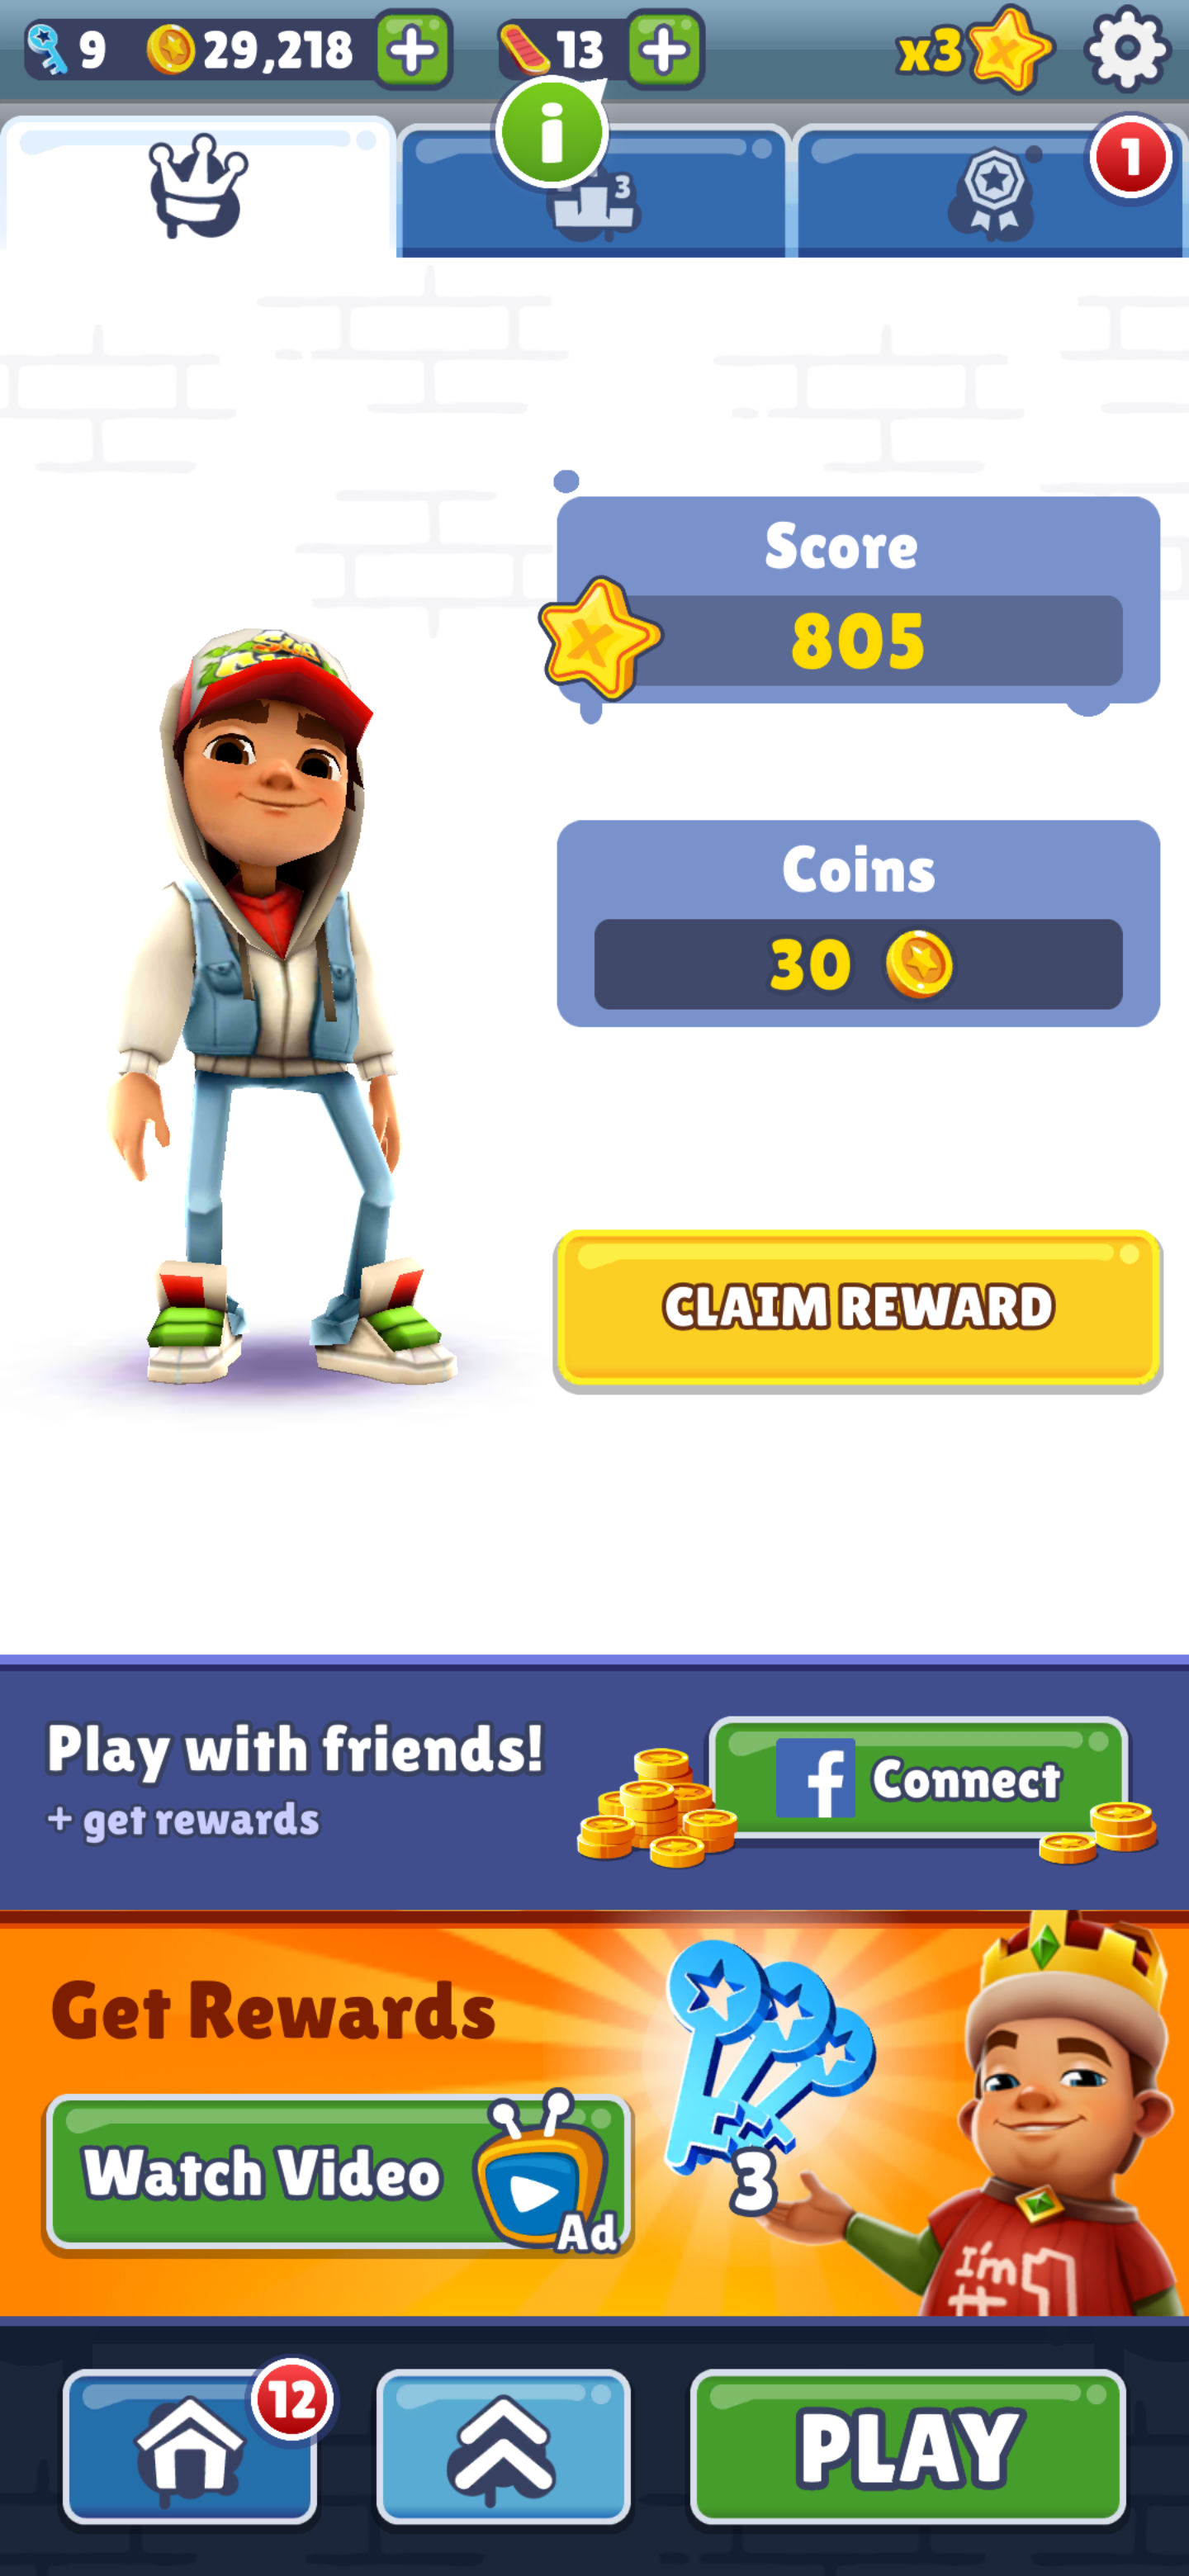 9
29,218
13
x3
3
1
Score
805
Coins
30
CLAIM REWARD
Play with friends!
+ get rewards
f Connect
Get Rewards
Watch Video
Ad
3
I'm
#1
12
PLAY